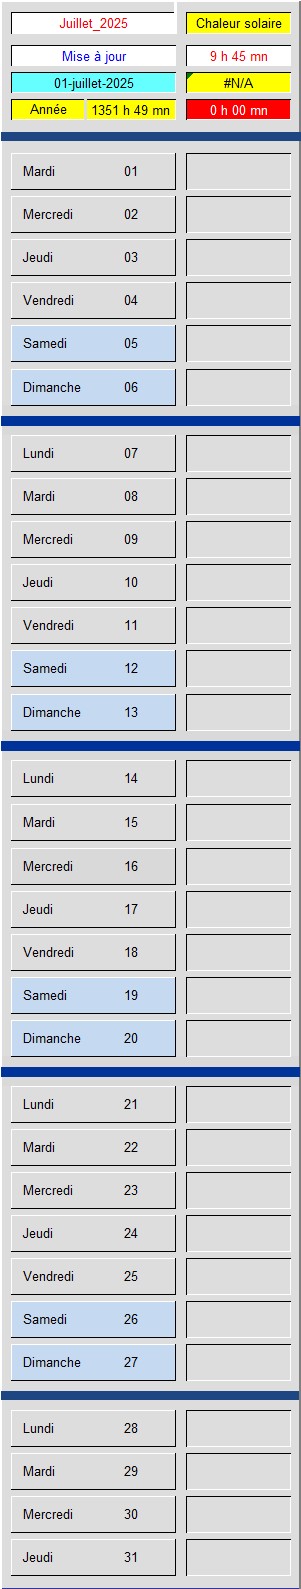 Juillet_2025 Chaleur solaire
Mise à jour 9 h 45 mn
01-juillet-2025 #N/A
Année 1351 h 49 mn 0 h 00 mn
Mardi 01
Mercredi 02
Jeudi 03
Vendredi 04
Samedi 05
Dimanche 06
Lundi 07
Mardi 08
Mercredi 09
Jeudi 10
Vendredi 11
Samedi 12
Dimanche 13
Lundi 14
Mardi 15
Mercredi 16
Jeudi 17
Vendredi 18
Samedi 19
Dimanche 20
Lundi 21
Mardi 22
Mercredi 23
Jeudi 24
Vendredi 25
Samedi 26
Dimanche 27
Lundi 28
Mardi 29
Mercredi 30
Jeudi 31